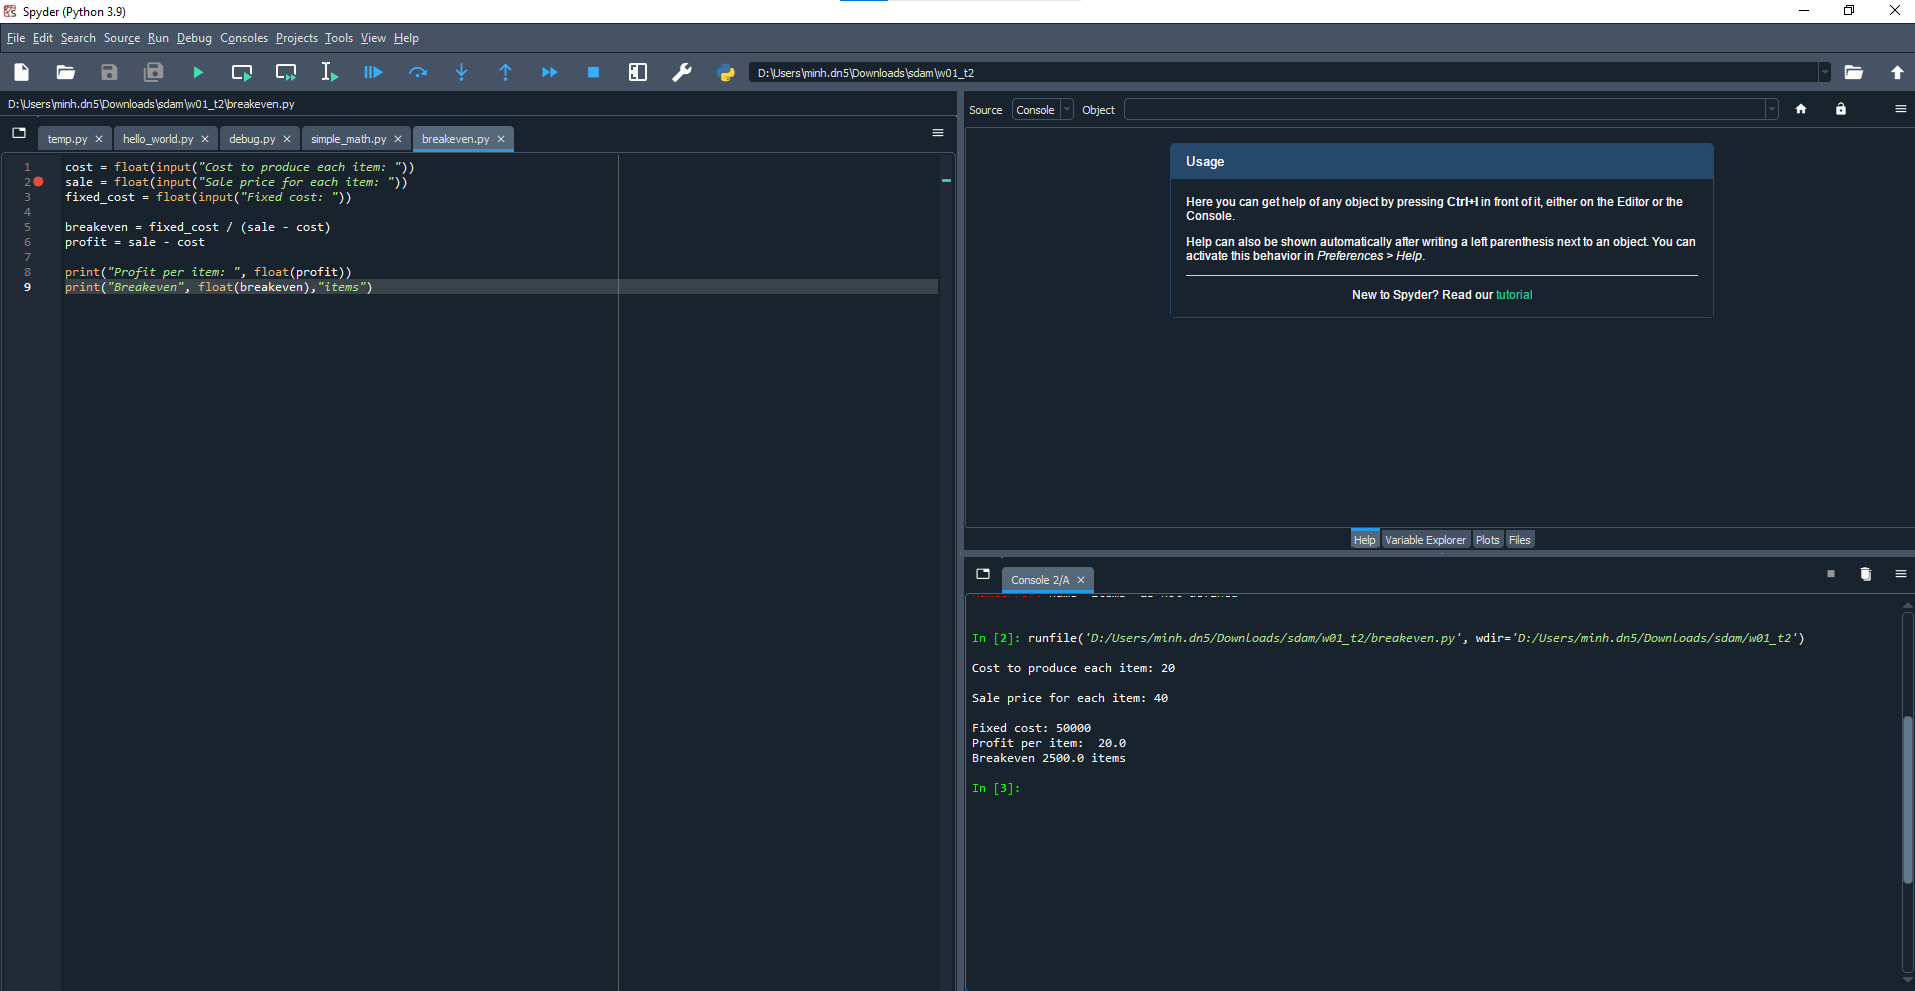 Spyder (Python 3.9)
File Edit Search Source Run Debug Consoles Projects Tools View Help
D:\Users\minh.dn5\Downloads\sdam\w01_t2
D:\Users\minh.dn5\Downloads\sdam\w01_t2\breakeven.py
temp.py hello_world.py debug.py simple_math.py breakeven.py
1 cost = float(input("Cost to produce each item: "))
2 sale = float(input("Sale price for each item: "))
3 fixed_cost = float(input("Fixed cost: "))
4
5 breakeven = fixed_cost / (sale - cost)
6 profit = sale - cost
7
8 print("Profit per item: ", float(profit))
9 print("Breakeven", float(breakeven),"items")
Source Console Object
Usage
Here you can get help of any object by pressing Ctrl+I in front of it, either on the Editor or the
Console.
Help can also be shown automatically after writing a left parenthesis next to an object. You can
activate this behavior in Preferences > Help.
New to Spyder? Read our tutorial
Help Variable Explorer Plots Files
Console 2/A
In [2]: runfile('D:/Users/minh.dn5/Downloads/sdam/w01_t2/breakeven.py', wdir='D:/Users/minh.dn5/Downloads/sdam/w01_t2')
Cost to produce each item: 20
Sale price for each item: 40
Fixed cost: 50000
Profit per item:  20.0
Breakeven 2500.0 items
In [3]: